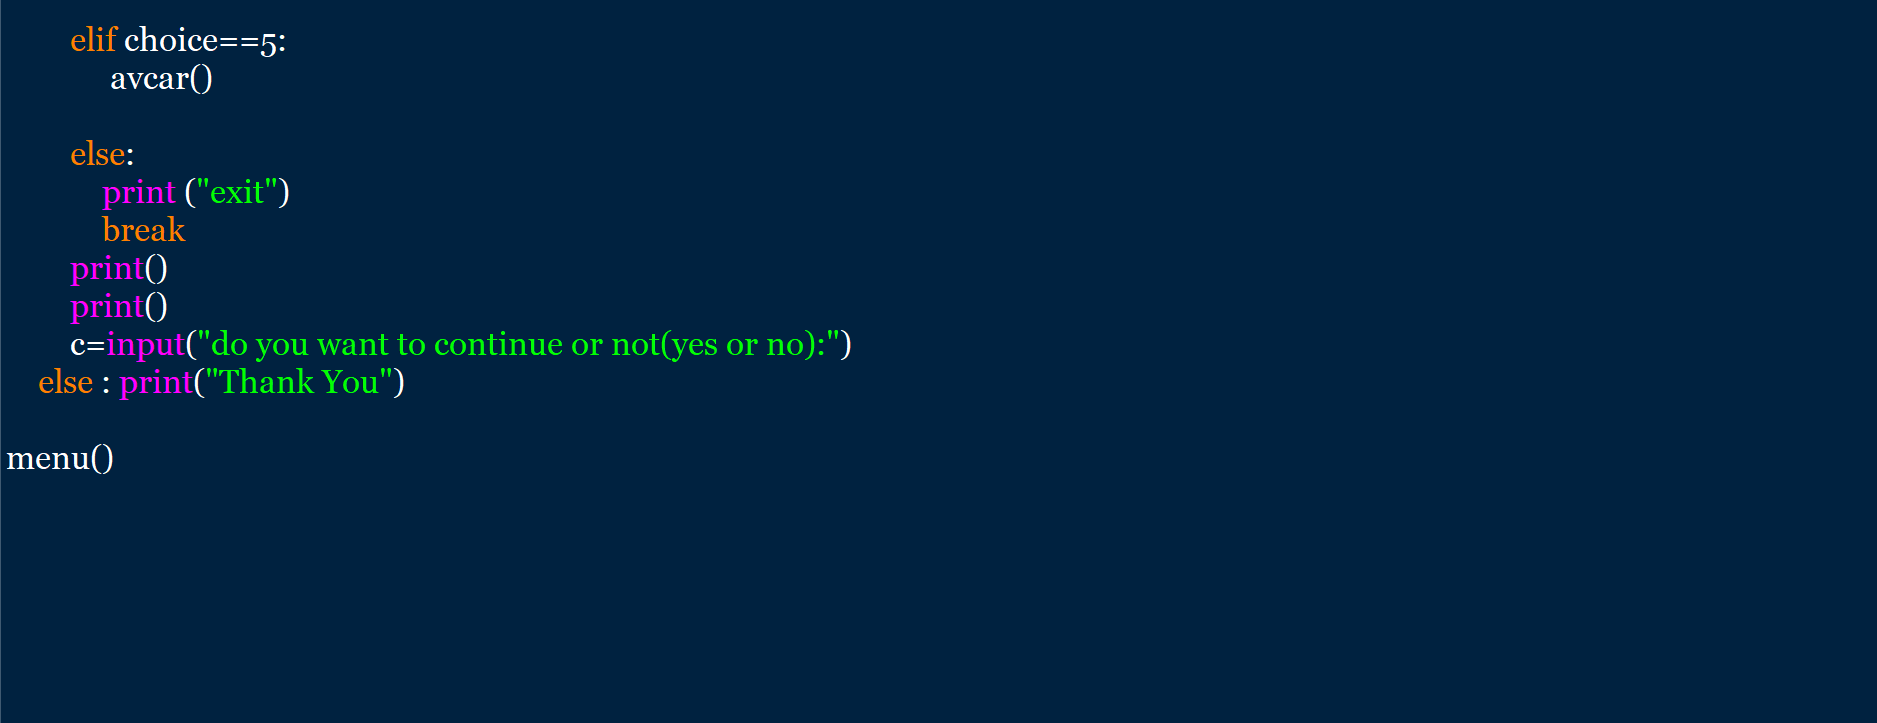 elif choice==5:
avcar()
else:
print ("exit")
break
print()
print()
c=input("do you want to continue or not(yes or no):")
else : print("Thank You")
menu()